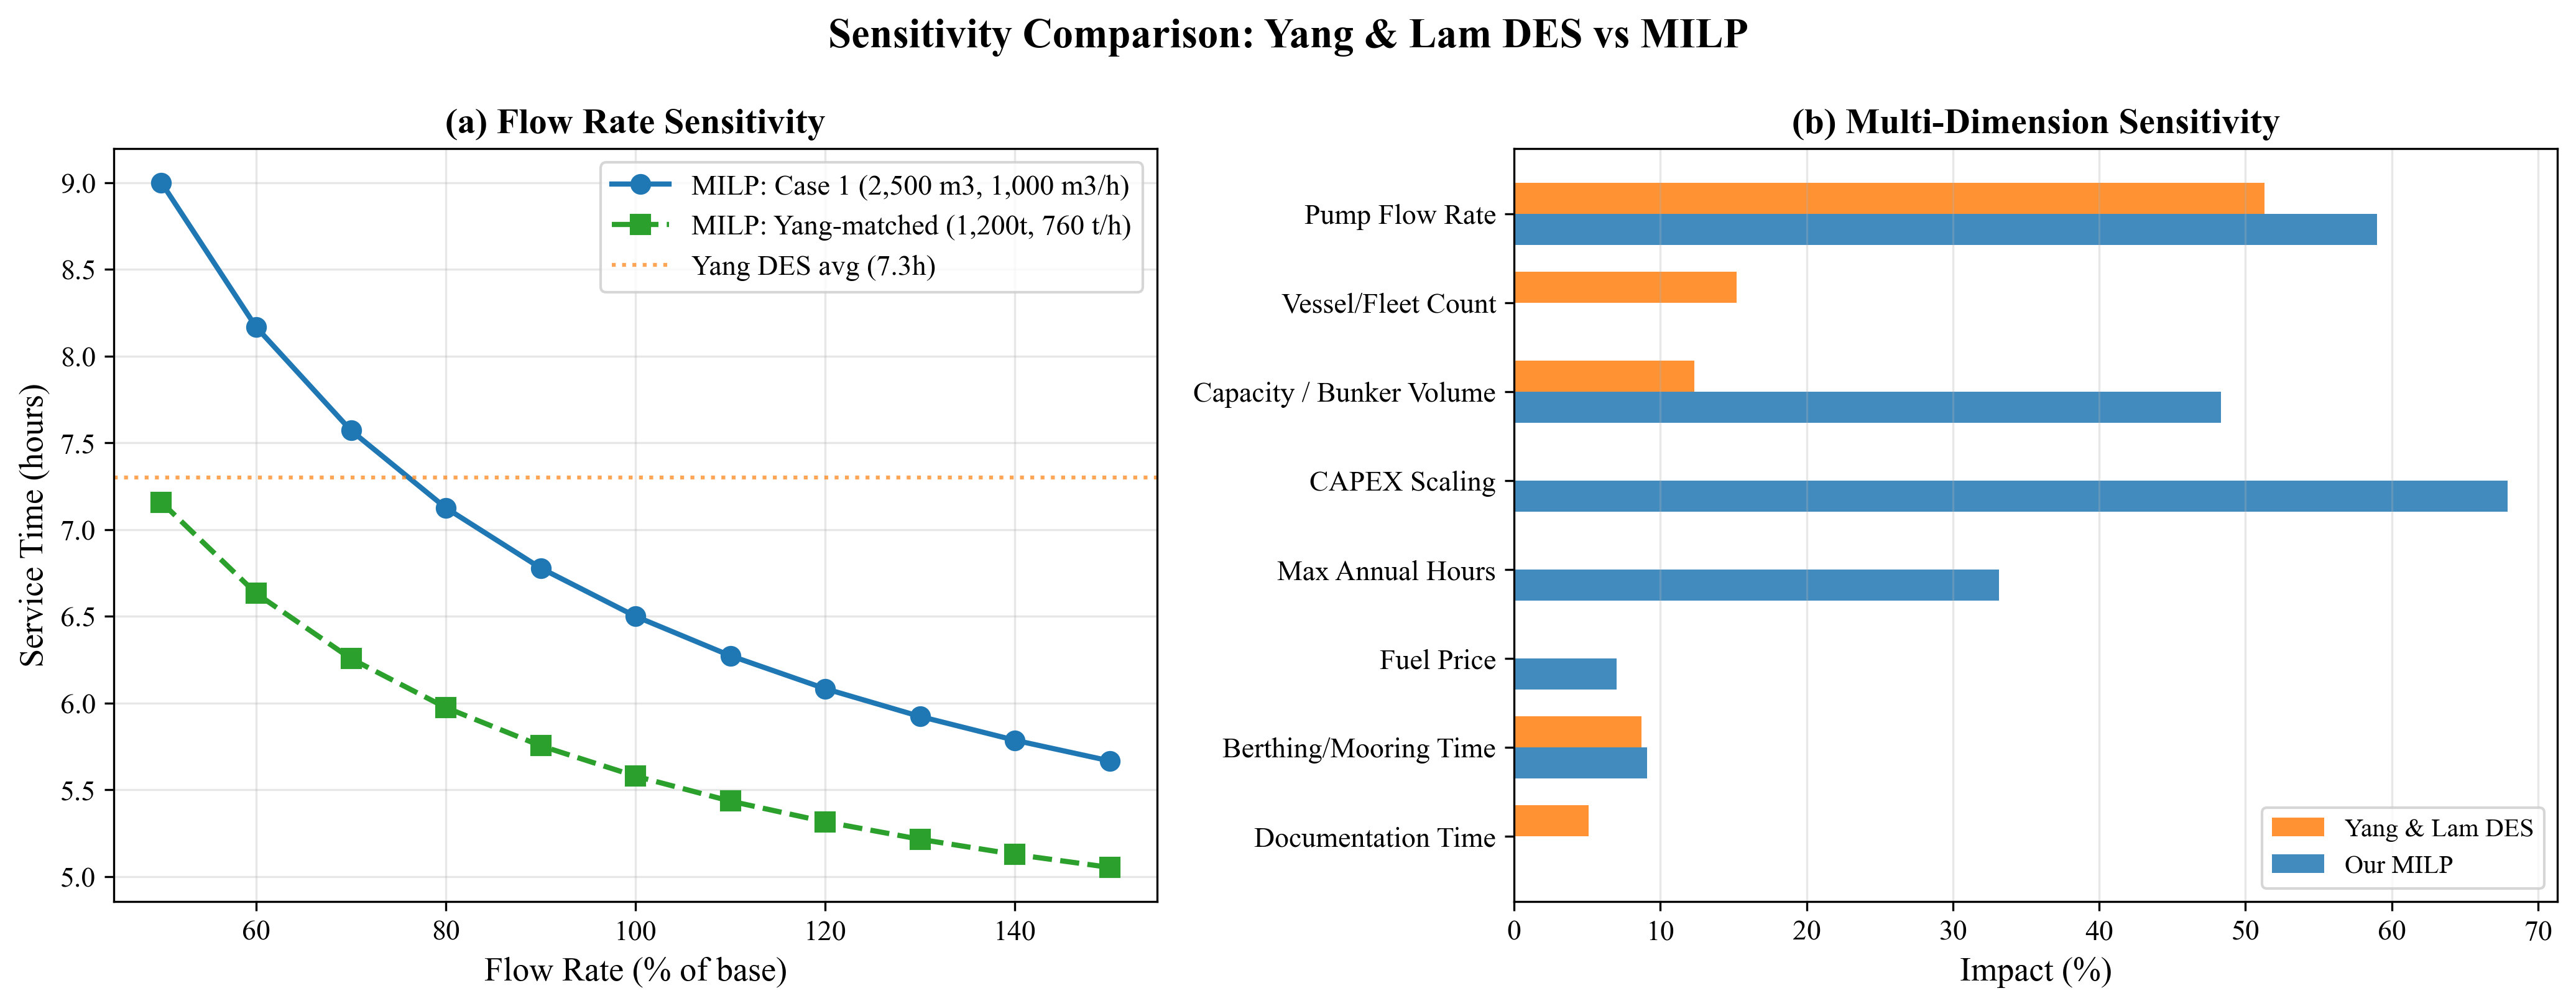 Sensitivity Comparison: Yang & Lam DES vs MILP
(a) Flow Rate Sensitivity
Service Time (hours)
9.0
8.5
8.0
7.5
7.0
6.5
6.0
5.5
5.0
MILP: Case 1 (2,500 m3, 1,000 m3/h)
MILP: Yang-matched (1,200t, 760 t/h)
Yang DES avg (7.3h)
60
80
100
120
140
Flow Rate (% of base)
(b) Multi-Dimension Sensitivity
Pump Flow Rate
Vessel/Fleet Count
Capacity / Bunker Volume
CAPEX Scaling
Max Annual Hours
Fuel Price
Berthing/Mooring Time
Documentation Time
Yang & Lam DES
Our MILP
0
10
20
30
40
50
60
70
Impact (%)